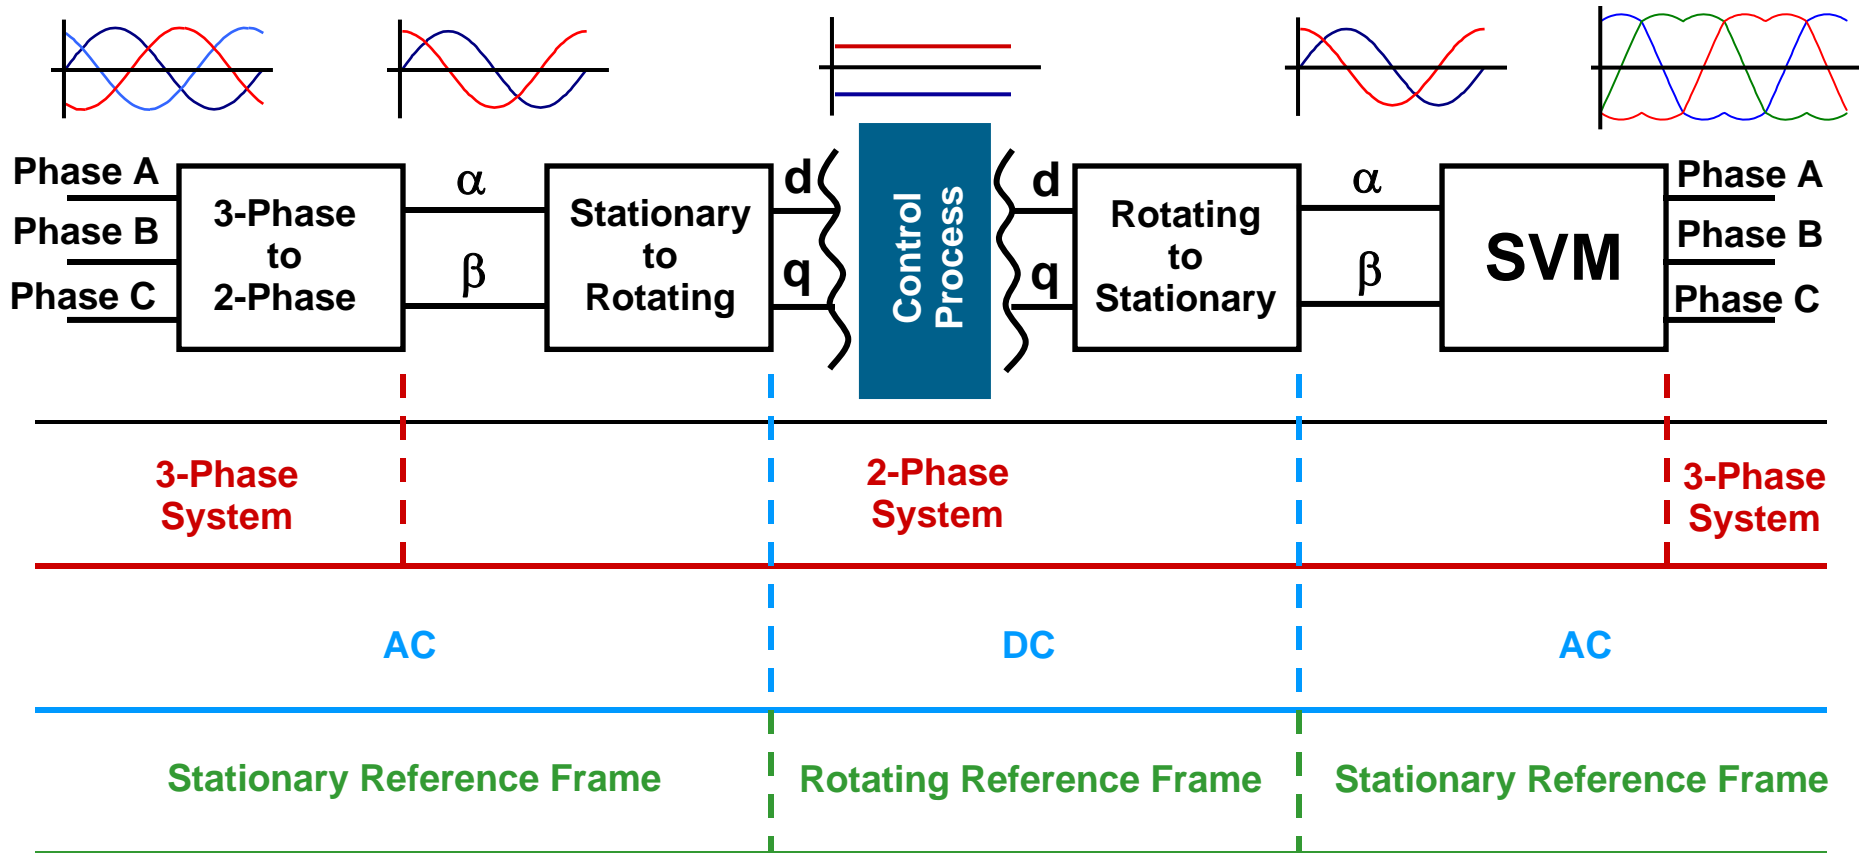 Phase A
Phase B
Phase C
3-Phase
to
2-Phase
α
β
Stationary
to
Rotating
d
q
Control
Process
d
q
Rotating
to
Stationary
α
β
SVM
Phase A
Phase B
Phase C
3-Phase
System
2-Phase
System
3-Phase
System
AC
DC
AC
Stationary Reference Frame
Rotating Reference Frame
Stationary Reference Frame